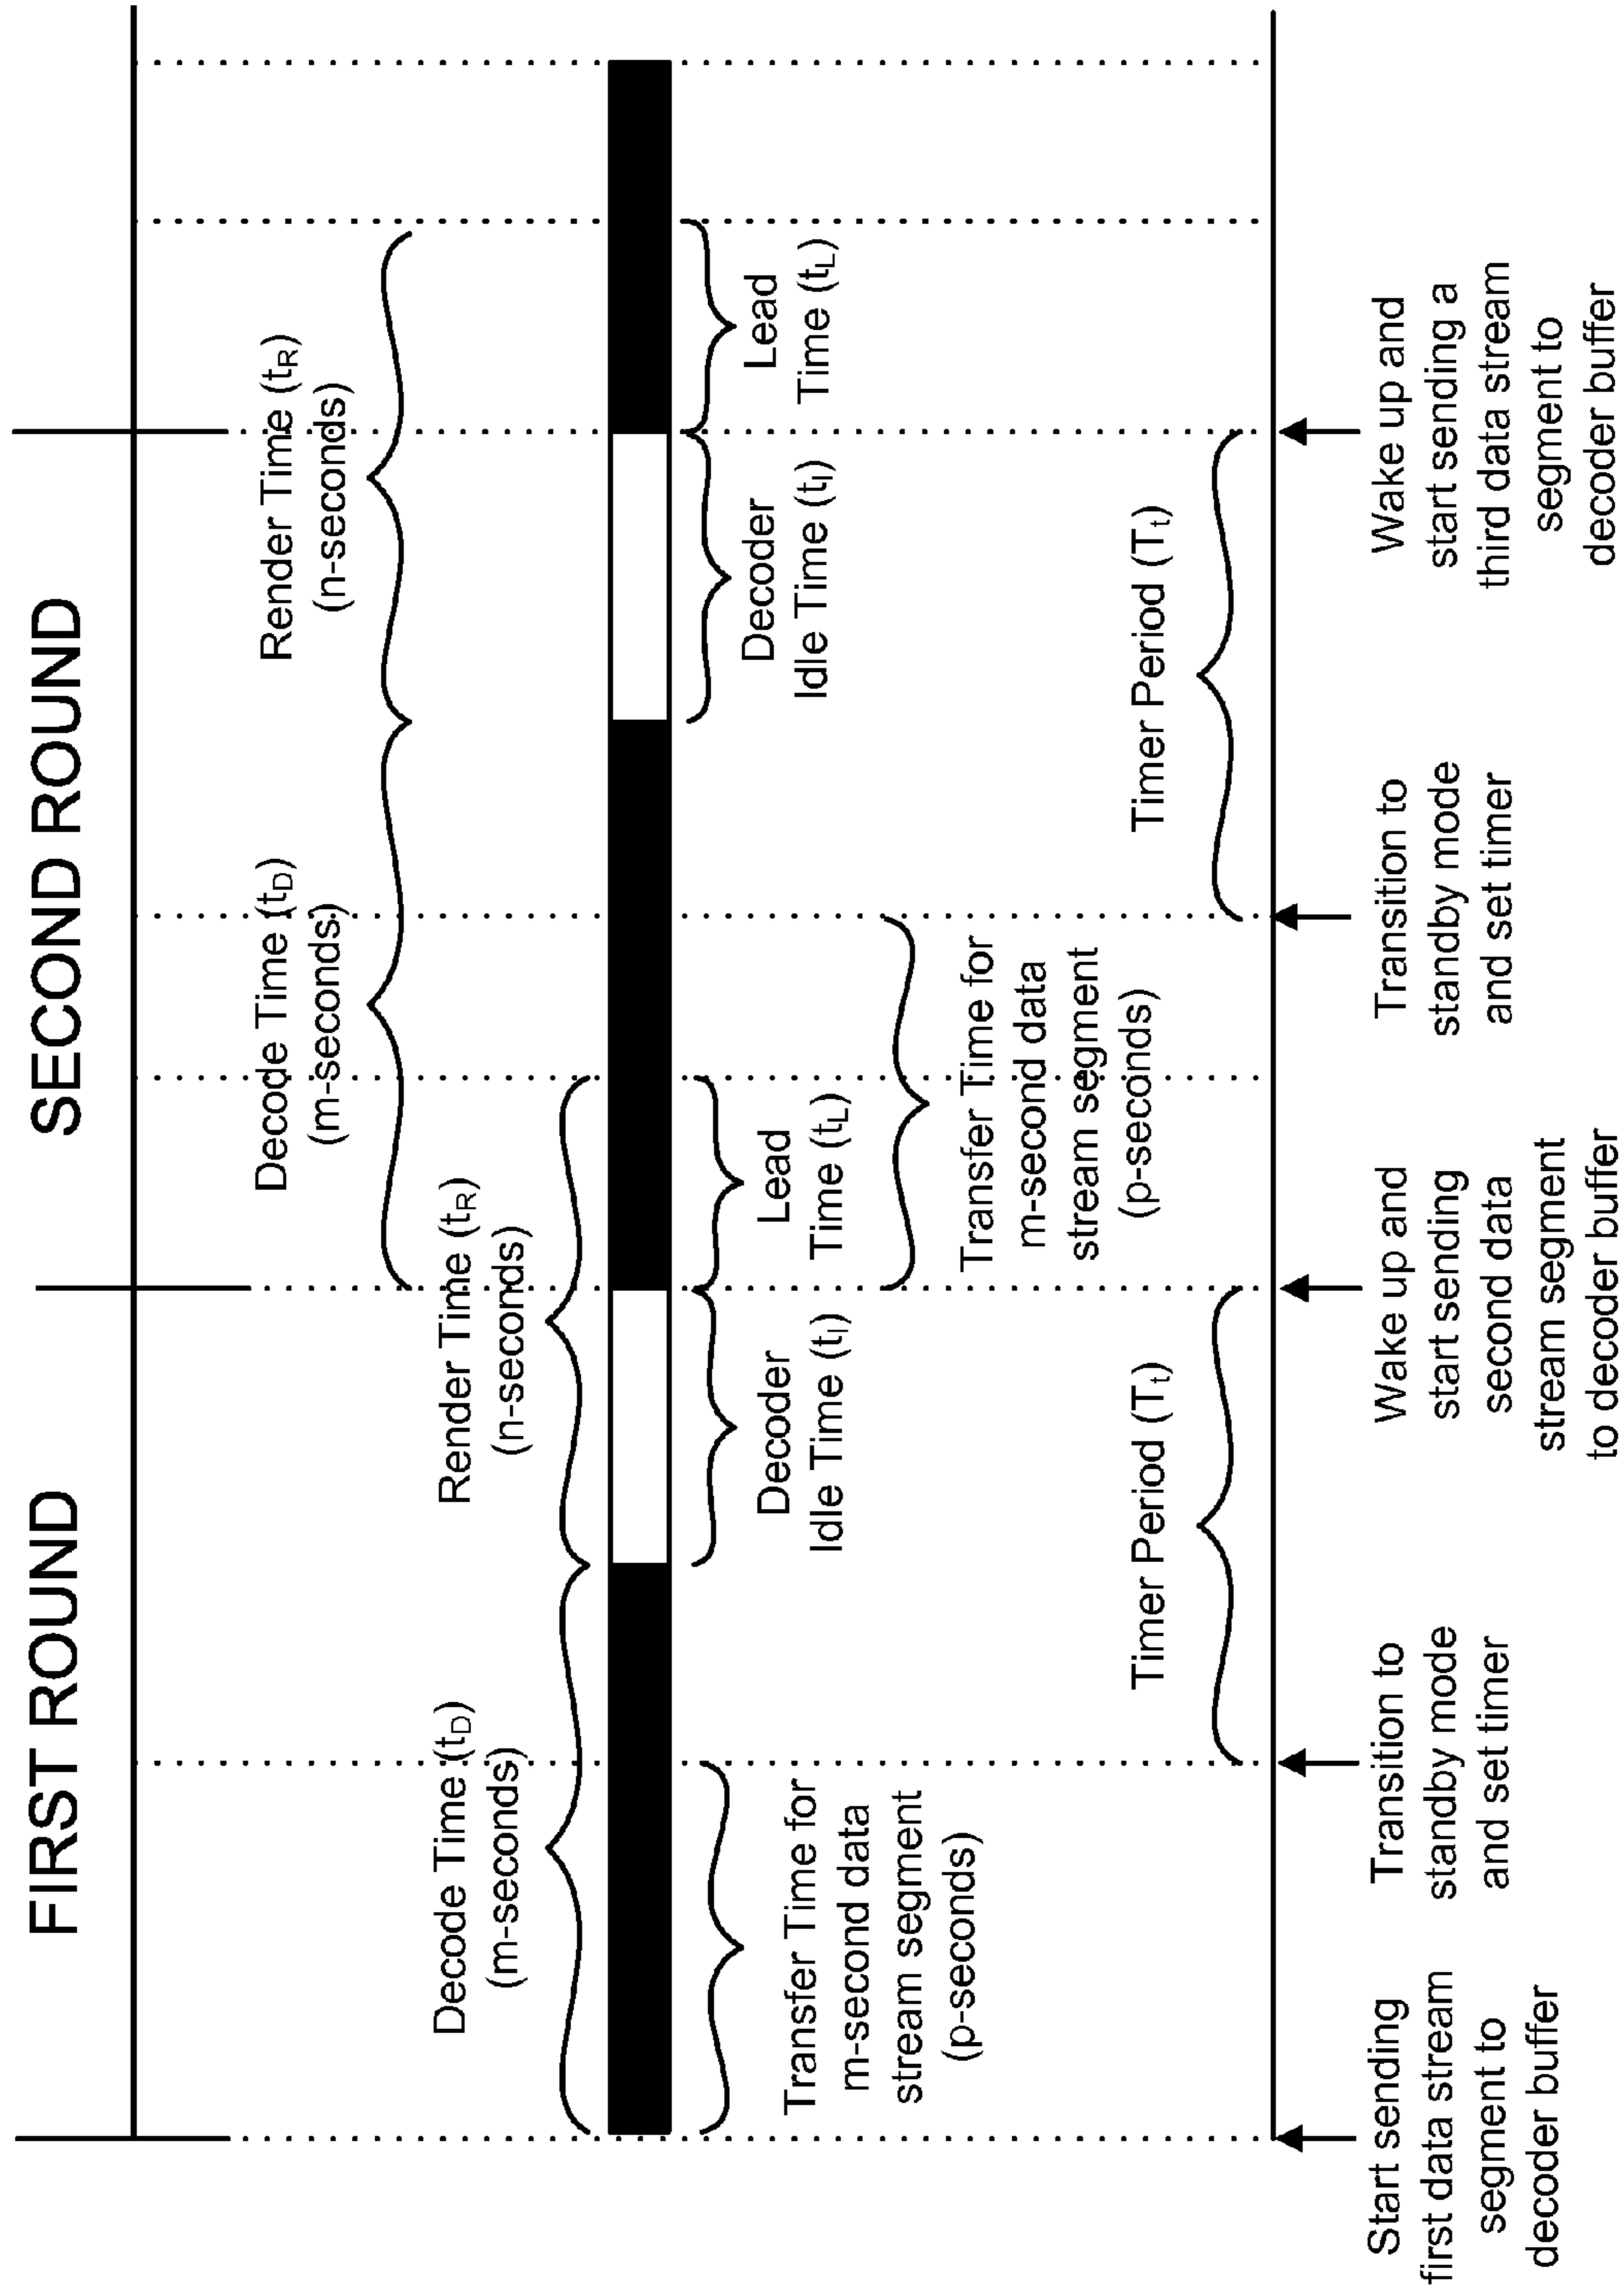 FIRST ROUND
SECOND ROUND
Decode Time (tD)
(m-seconds)
Render Time (tR)
(n-seconds)
Decode Time (tD)
(m-seconds)
Render Time (tR)
(n-seconds)
Transfer Time for
m-second data
stream segment
(p-seconds)
Decoder
Idle Time (tI)
Lead
Time (tL)
Transfer Time for
m-second data
stream segment
(p-seconds)
Decoder
Idle Time (tI)
Lead
Time (tL)
Timer Period (Tt)
Timer Period (Tt)
Start sending
first data stream
segment to
decoder buffer
Transition to
standby mode
and set timer
Wake up and
start sending
second data
stream segment
to decoder buffer
Transition to
standby mode
and set timer
Wake up and
start sending a
third data stream
segment to
decoder buffer